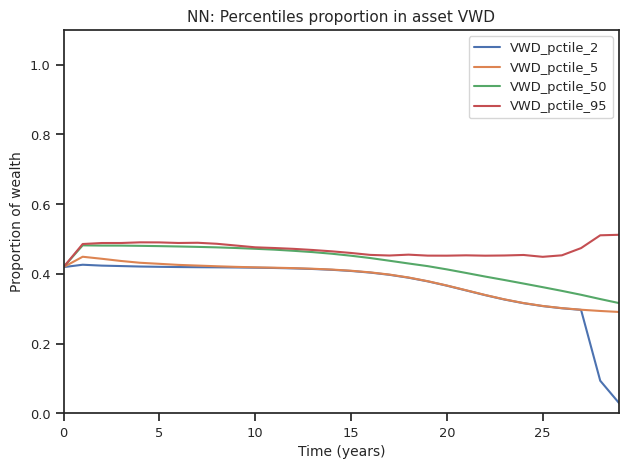 NN: Percentiles proportion in asset VWD
VWD_pctile_2
VWD_pctile_5
VWD_pctile_50
VWD_pctile_95
Proportion of wealth
1.0
0.8
0.6
0.4
0.2
0.0
0 5 10 15 20 25
Time (years)